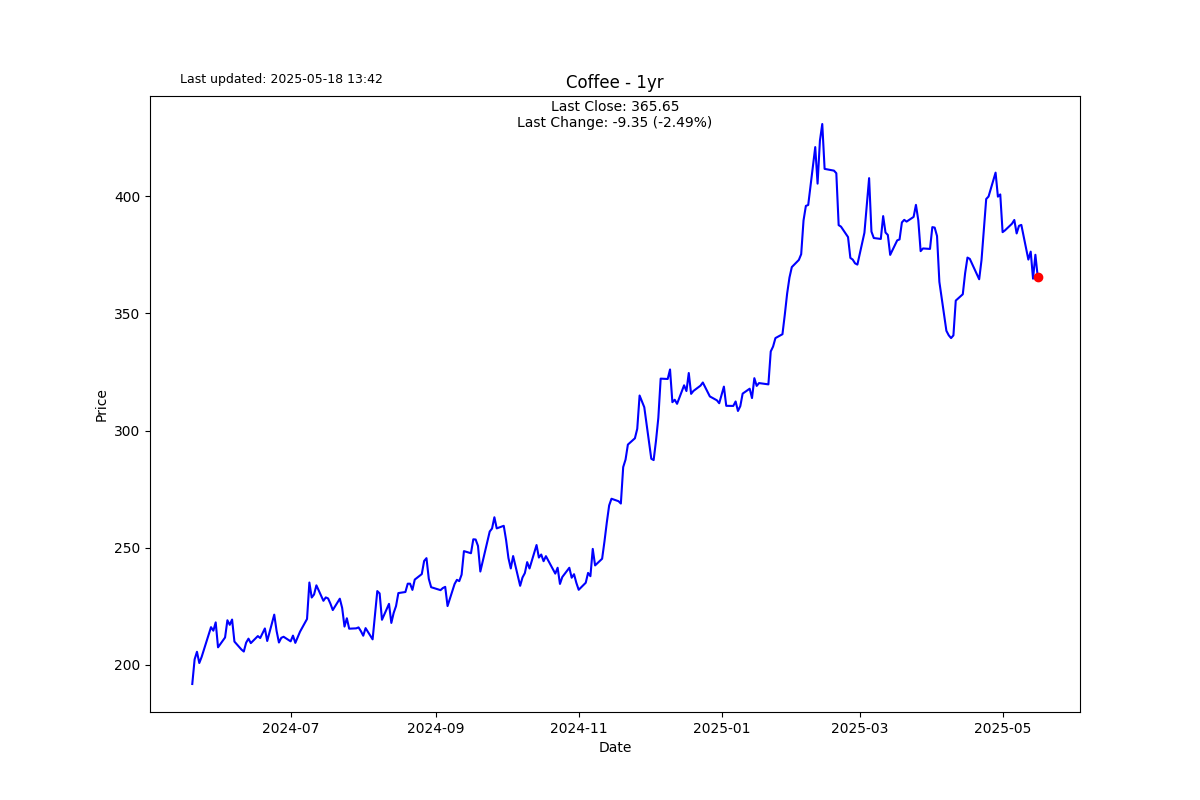 Last updated: 2025-05-18 13:42
Coffee - 1yr
Last Close: 365.65
Last Change: -9.35 (-2.49%)
400
350
300
250
200
Price
2024-07
2024-09
2024-11
2025-01
2025-03
2025-05
Date